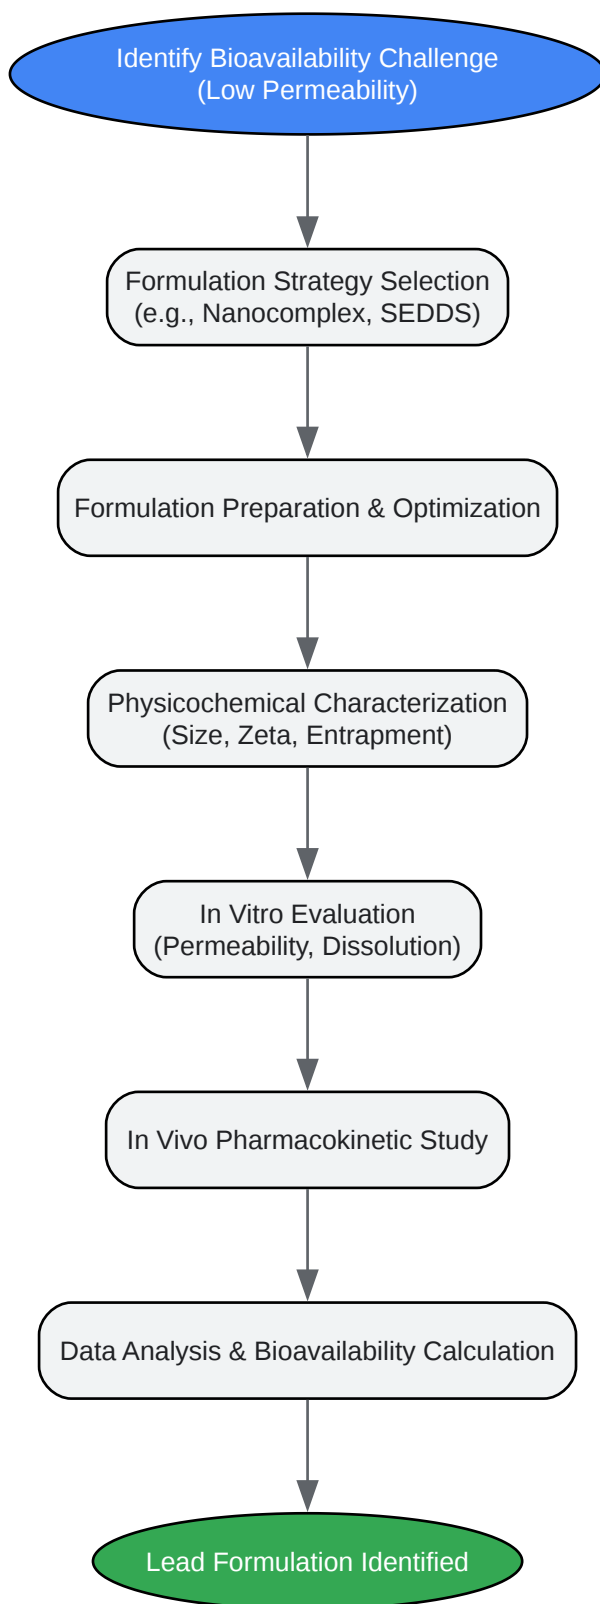 Identify Bioavailability Challenge
(Low Permeability)
Formulation Strategy Selection
(e.g., Nanocomplex, SEDDS)
Formulation Preparation & Optimization
Physicochemical Characterization
(Size, Zeta, Entrapment)
In Vitro Evaluation
(Permeability, Dissolution)
In Vivo Pharmacokinetic Study
Data Analysis & Bioavailability Calculation
Lead Formulation Identified